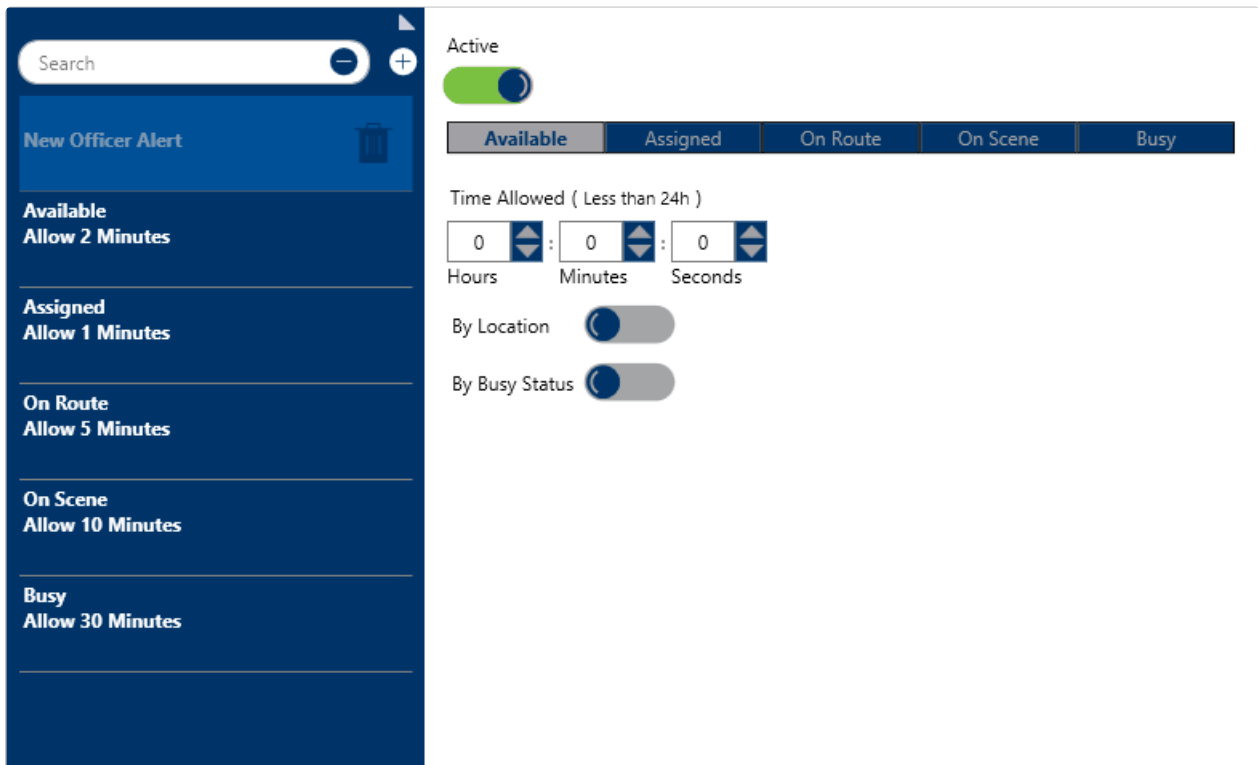 Search
New Officer Alert
Available
Allow 2 Minutes
Assigned
Allow 1 Minutes
On Route
Allow 5 Minutes
On Scene
Allow 10 Minutes
Busy
Allow 30 Minutes
Active
Available Assigned On Route On Scene Busy
Time Allowed ( Less than 24h )
0 : 0 : 0
Hours Minutes Seconds
By Location
By Busy Status